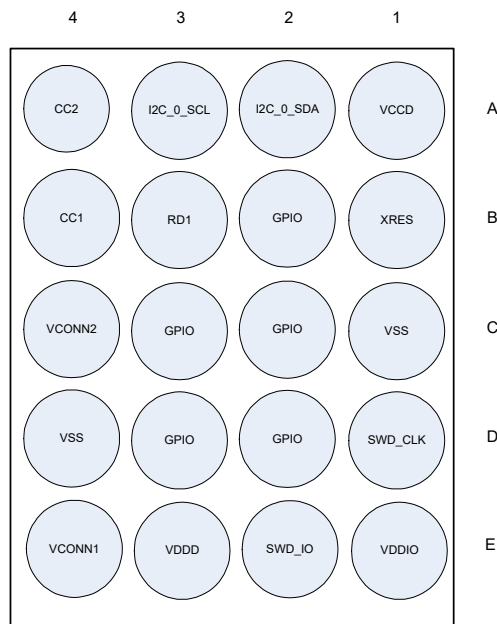 4 3 2 1
CC2 I2C_0_SCL I2C_0_SDA VCCD A
CC1 RD1 GPIO XRES B
VCONN2 GPIO GPIO VSS C
VSS GPIO GPIO SWD_CLK D
VCONN1 VDDD SWD_IO VDDIO E